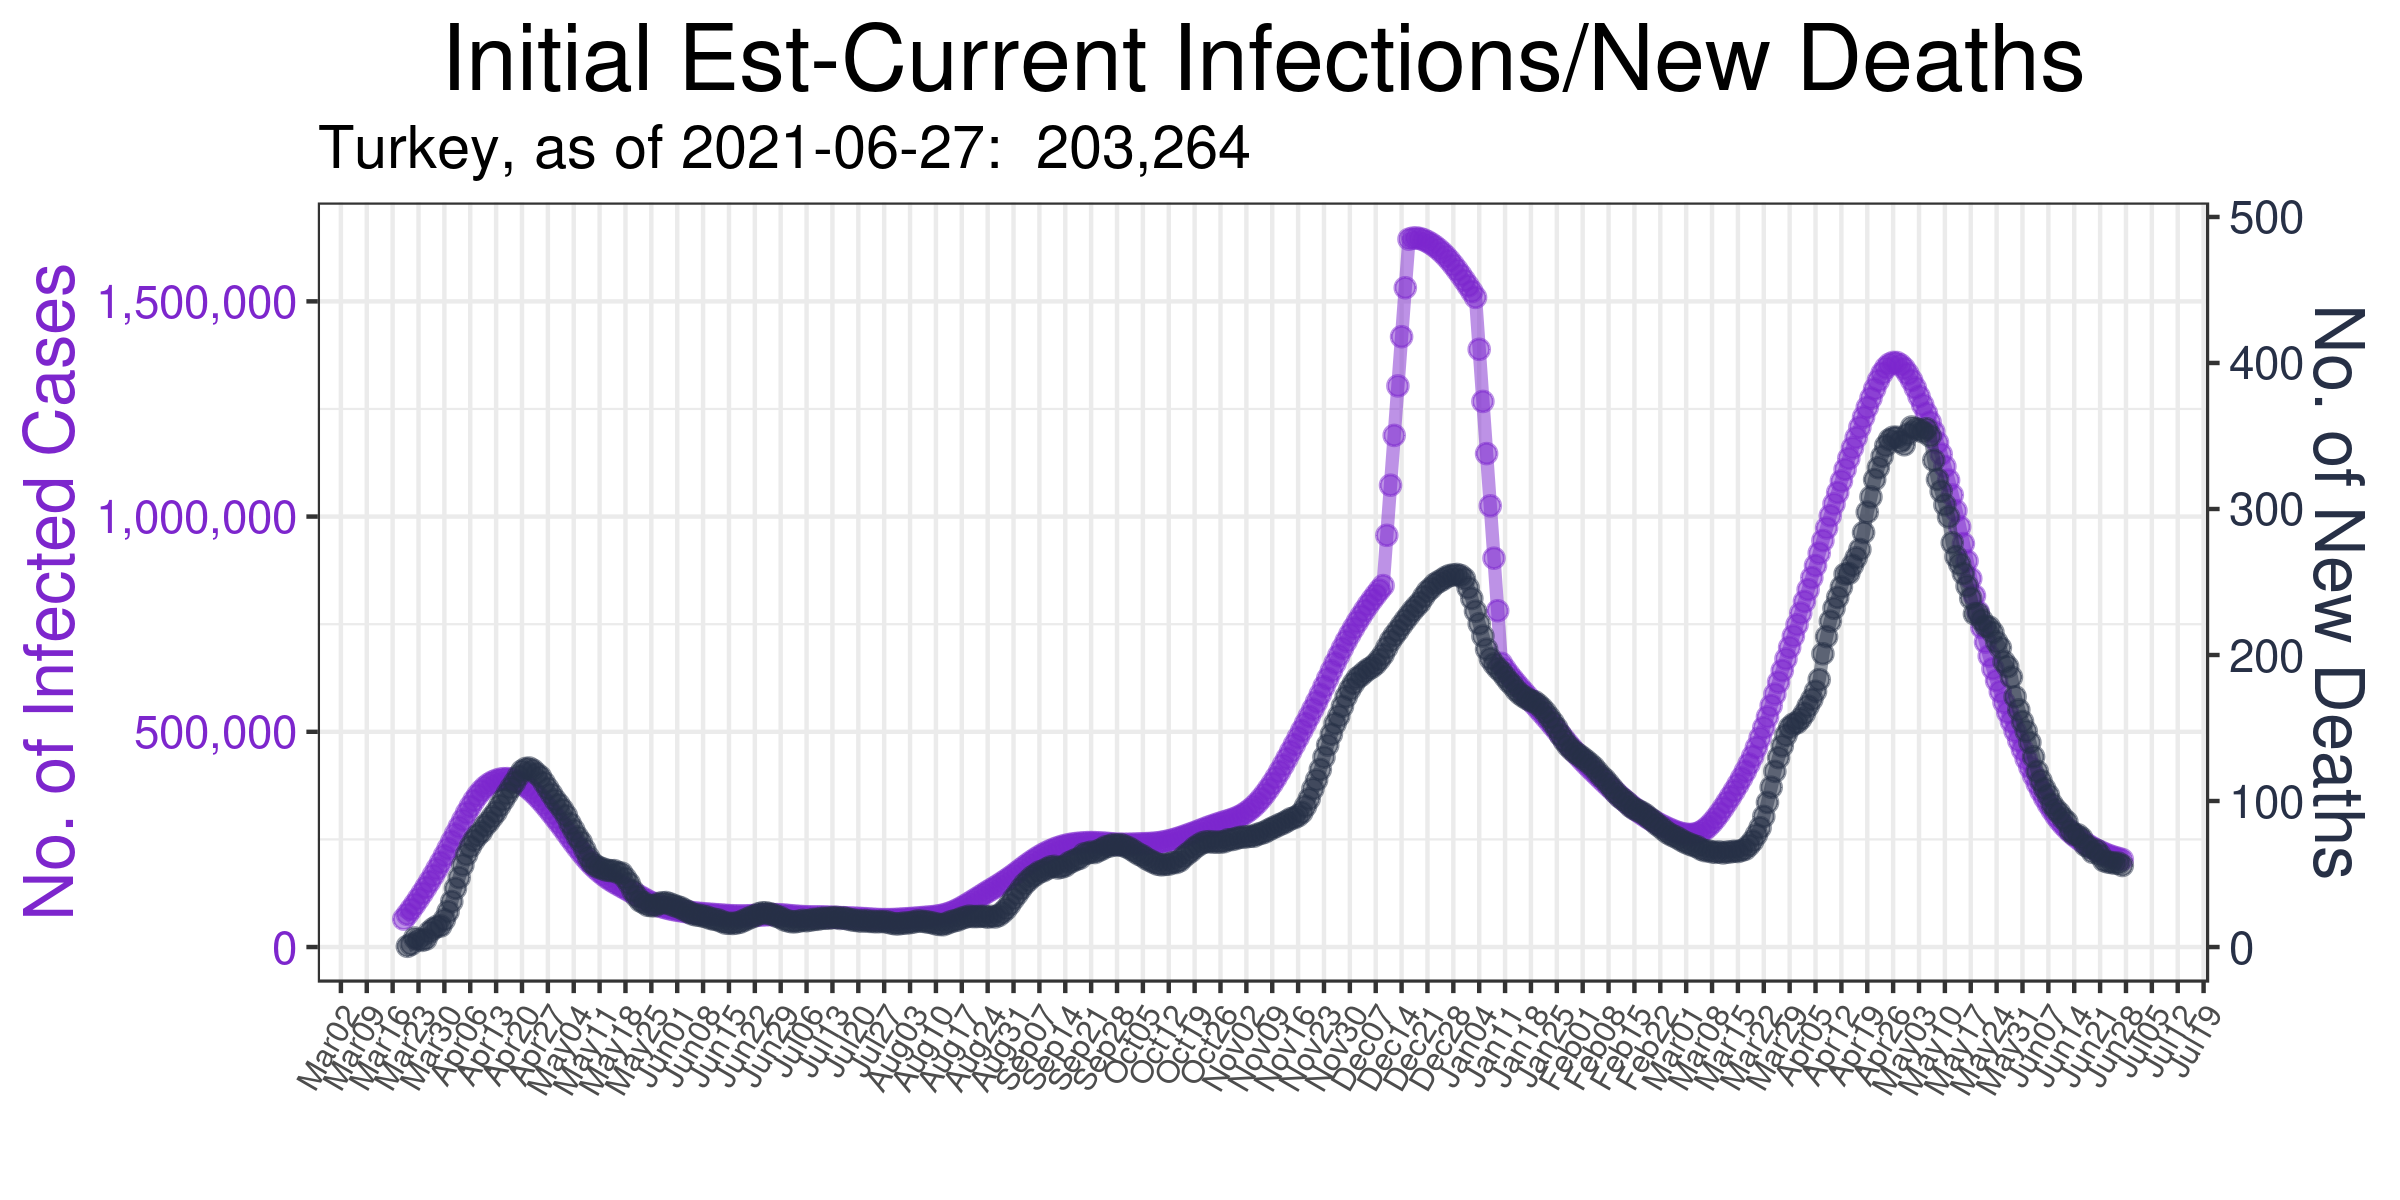 Initial Est-Current Infections/New Deaths
Turkey, as of 2021-06-27:  203,264
No. of Infected Cases
1,500,000
1,000,000
500,000
0
500
400
300
200
100
0
No. of New Deaths
Mar02
Mar09
Mar16
Mar23
Mar30
Apr06
Apr13
Apr20
Apr27
May04
May11
May18
May25
Jun01
Jun08
Jun15
Jun22
Jun29
Jul06
Jul13
Jul20
Jul27
Aug03
Aug10
Aug17
Aug24
Aug31
Sep07
Sep14
Sep21
Sep28
Oct05
Oct12
Oct19
Oct26
Nov02
Nov09
Nov16
Nov23
Nov30
Dec07
Dec14
Dec21
Dec28
Dec04
Jan11
Jan18
Jan25
Feb01
Feb08
Feb15
Feb22
Mar01
Mar08
Mar15
Mar22
Mar29
Apr05
Apr12
Apr19
Apr26
May03
May10
May17
May24
May31
Jun07
Jun14
Jun21
Jun28
Jul05
Jul12
Jul19